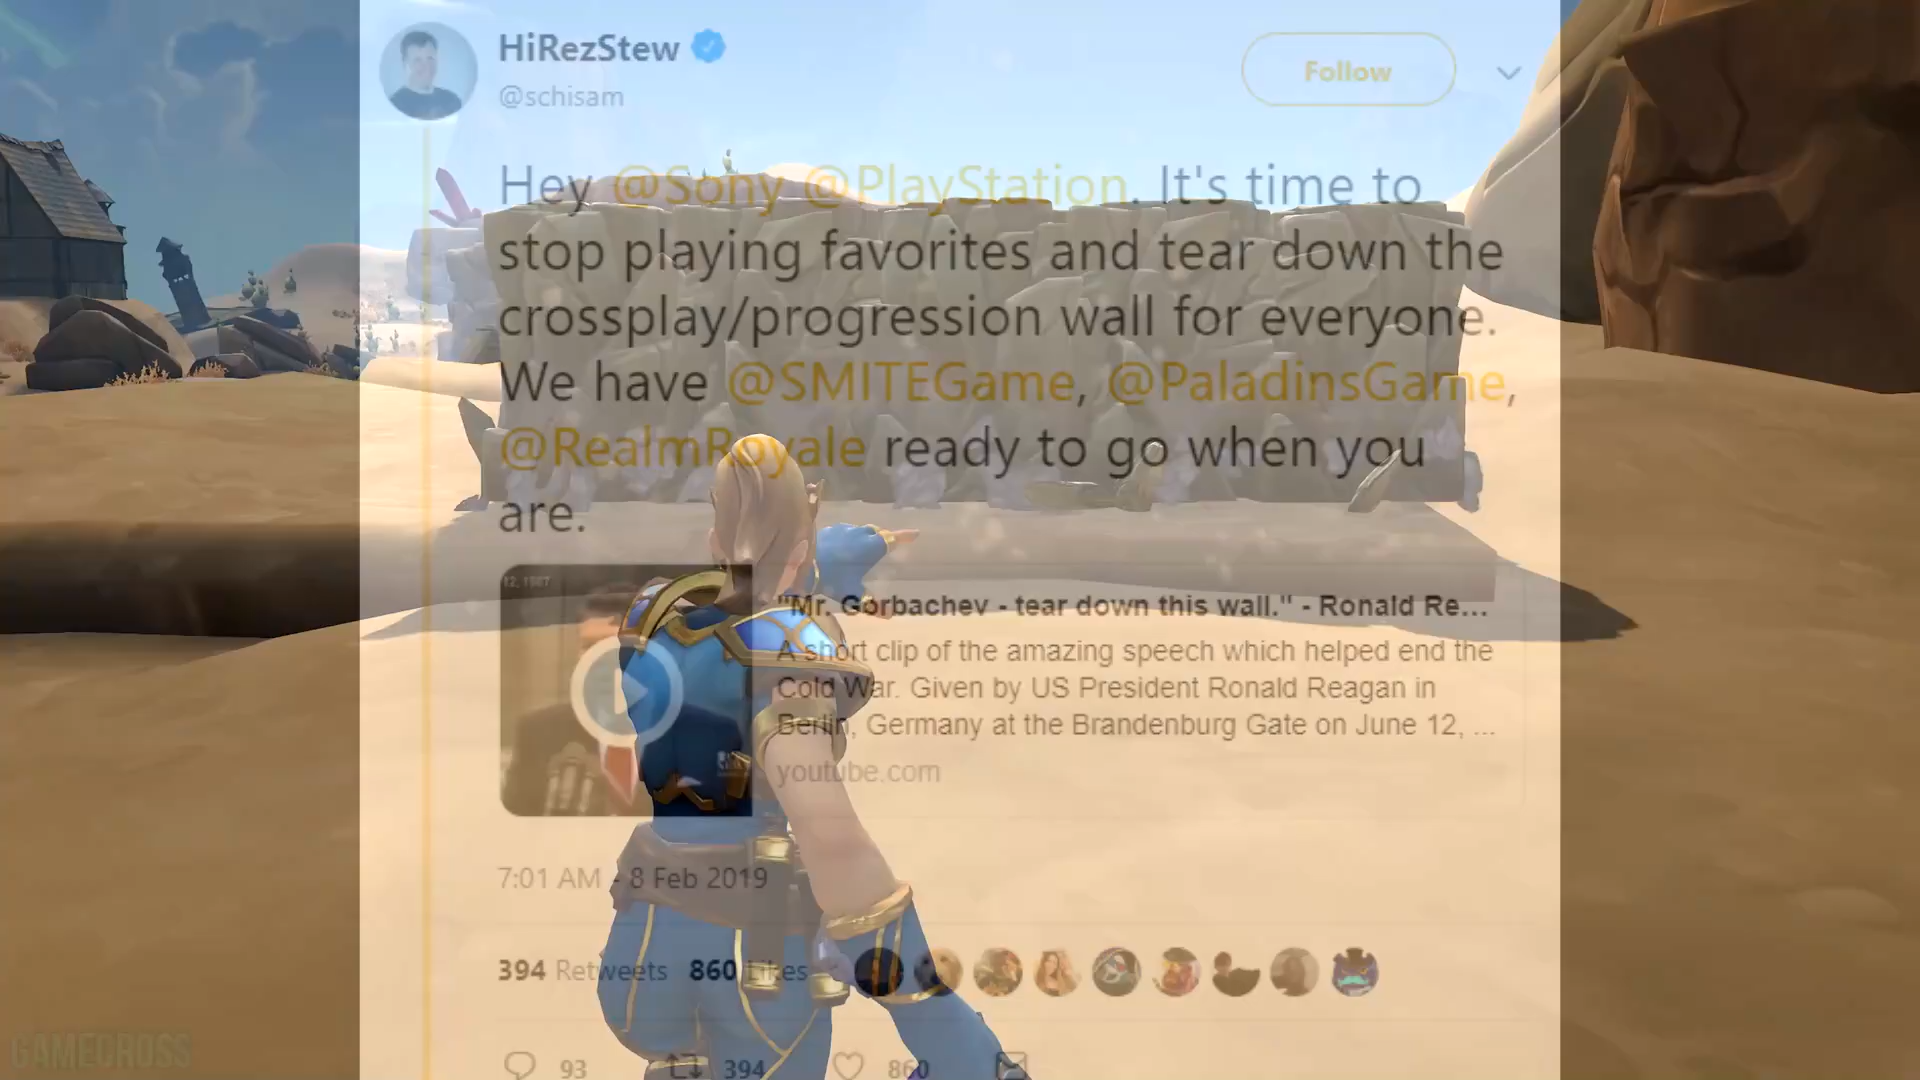 HiRezStew
@schisam
Follow
Hey @Sony @PlayStation. It's time to
stop playing favorites and tear down the
crossplay/progression wall for everyone.
We have @SMITEGame, @PaladinsGame,
@RealmRoyale ready to go when you
are.
12, 1987
"Mr. Gorbachev - tear down this wall." - Ronald Re...
A short clip of the amazing speech which helped end the
Cold War. Given by US President Ronald Reagan in
Berlin, Germany at the Brandenburg Gate on June 12, ...
youtube.com
7:01 AM - 8 Feb 2019
394 Retweets 860 Likes
93 394 860
GAMECROSS